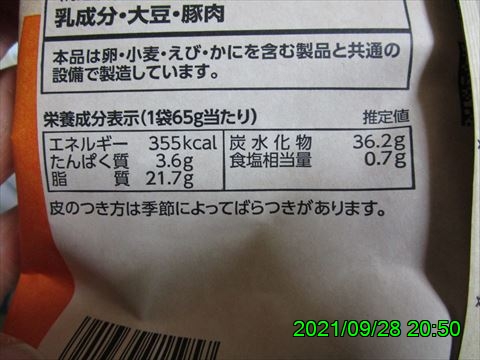 乳成分・大豆・豚肉
本品は卵・小麦・えび・かにを含む製品と共通の
設備で製造しています。
栄養成分表示(1袋65g当たり) 推定値
エネルギー 355kcal 炭水化物 36.2g
たんぱく質 3.6g 食塩相当量 0.7g
脂質 21.7g
皮のつき方は季節によってばらつきがあります。
2021/09/28 20:50